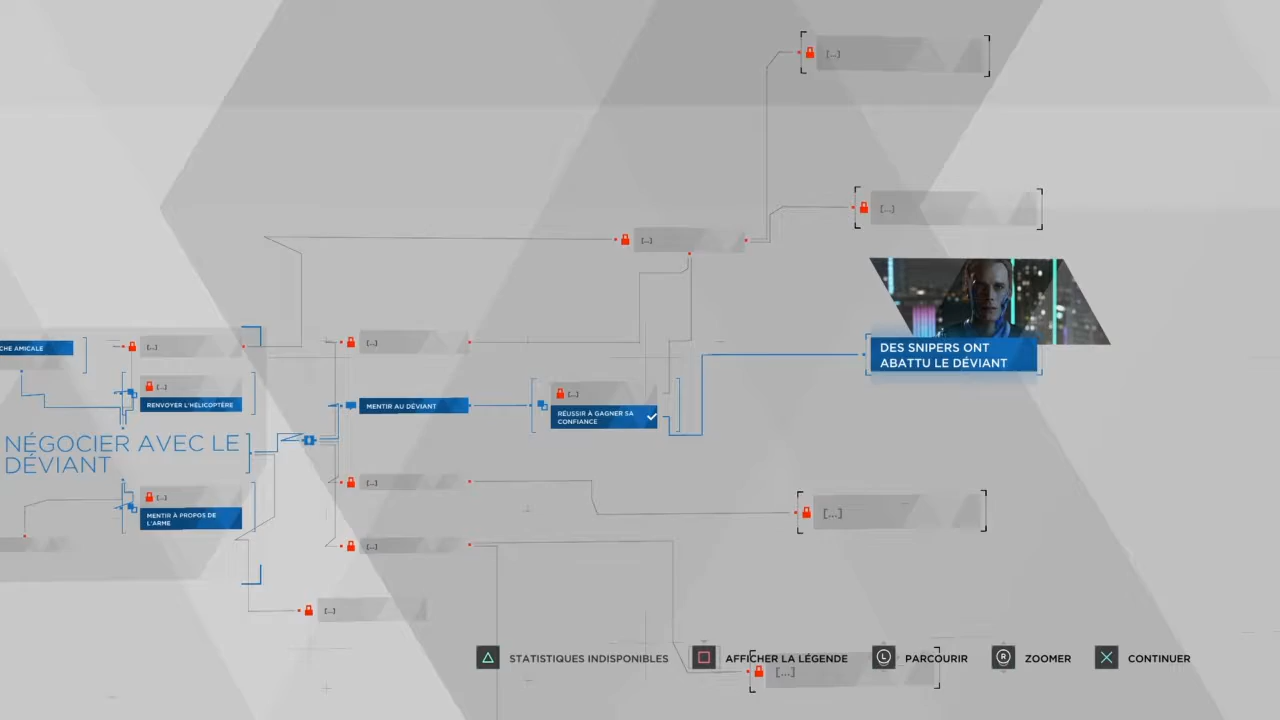 [...]
[...]
[...]
DES SNIPERS ONT
ABATTU LE DÉVIANT
CHE AMICALE
[...]
[...]
[...]
RENVOYER L'HÉLICOPTÈRE
MENTIR AU DÉVIANT
[...]
RÉUSSIR À GAGNER SA
CONFIANCE
NÉGOCIER AVEC LE
DÉVIANT
[...]
[...]
MENTIR À PROPOS DE
L'ARME
[...]
[...]
[...]
STATISTIQUES INDISPONIBLES
AFFICHER LA LÉGENDE
L
PARCOURIR
R
ZOOMER
CONTINUER
[...]